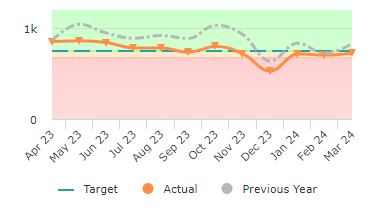 1k
0
Apr 23 May 23 Jun 23 Jul 23 Aug 23 Sep 23 Oct 23 Nov 23 Dec 23 Jan 24 Feb 24 Mar 24
Target Actual Previous Year